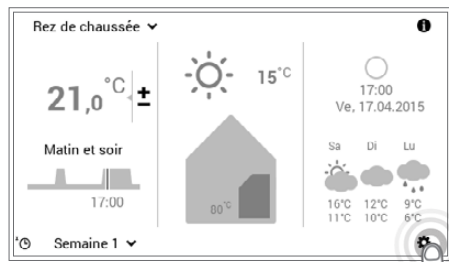 Rez de chaussée
21,0 °C ±
15°C
17:00
Ve, 17.04.2015
Matin et soir
17:00
80°C
Sa Di Lu
16°C 12°C 9°C
11°C 10°C 6°C
Semaine 1